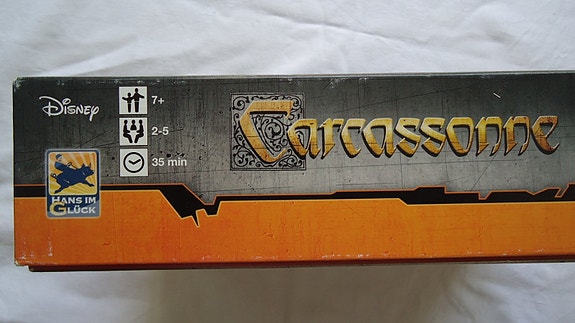 Disney
7+
2-5
35 min
Carcassonne
HANS IM
GLÜCK